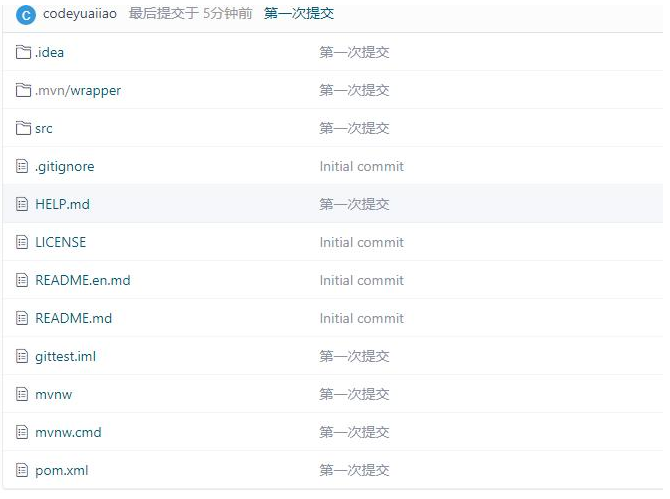 C codeyuaiiao 最后提交于 5分钟前 第一次提交
.idea 第一次提交
.mvn/wrapper 第一次提交
src 第一次提交
.gitignore Initial commit
HELP.md 第一次提交
LICENSE Initial commit
README.en.md Initial commit
README.md Initial commit
gittest.iml 第一次提交
mvnw 第一次提交
mvnw.cmd 第一次提交
pom.xml 第一次提交